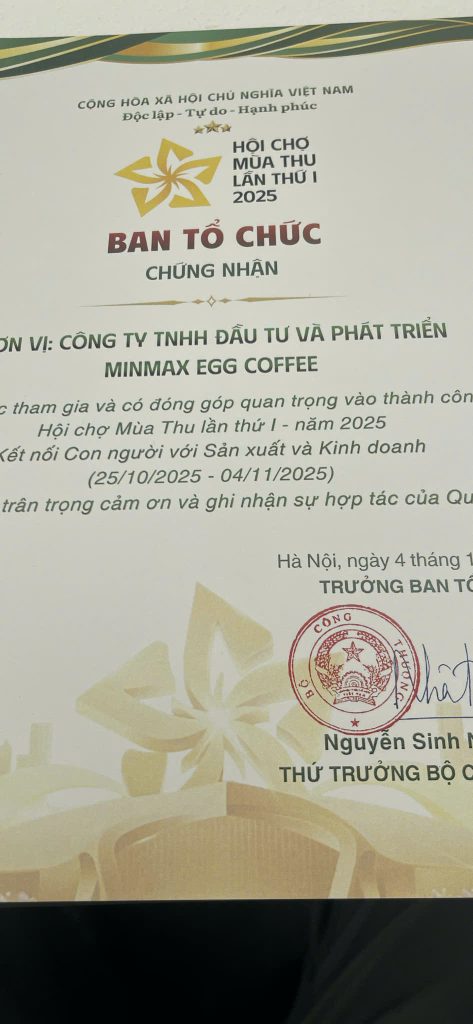 CỘNG HÒA XÃ HỘI CHỦ NGHĨA VIỆT NAM
Độc lập - Tự do - Hạnh phúc
HỘI CHỢ
MÙA THU
LẦN THỨ I
2025
BAN TỔ CHỨC
CHỨNG NHẬN
VỊ: CÔNG TY TNHH ĐẦU TƯ VÀ PHÁT TRIỂN
MINMAX EGG COFFEE
tham gia và có đóng góp quan trọng vào thành
Hội chợ Mùa Thu lần thứ I - năm 2025
Kết nối Con người với Sản xuất và Kinh doanh
(25/10/2025 - 04/11/2025)
trân trọng cảm ơn và ghi nhận sự hợp tác của
Hà Nội, ngày 4 tháng
TRƯỞNG BAN
BỘ CÔNG THƯƠNG
Nguyễn Sinh
THỨ TRƯỞNG BỘ